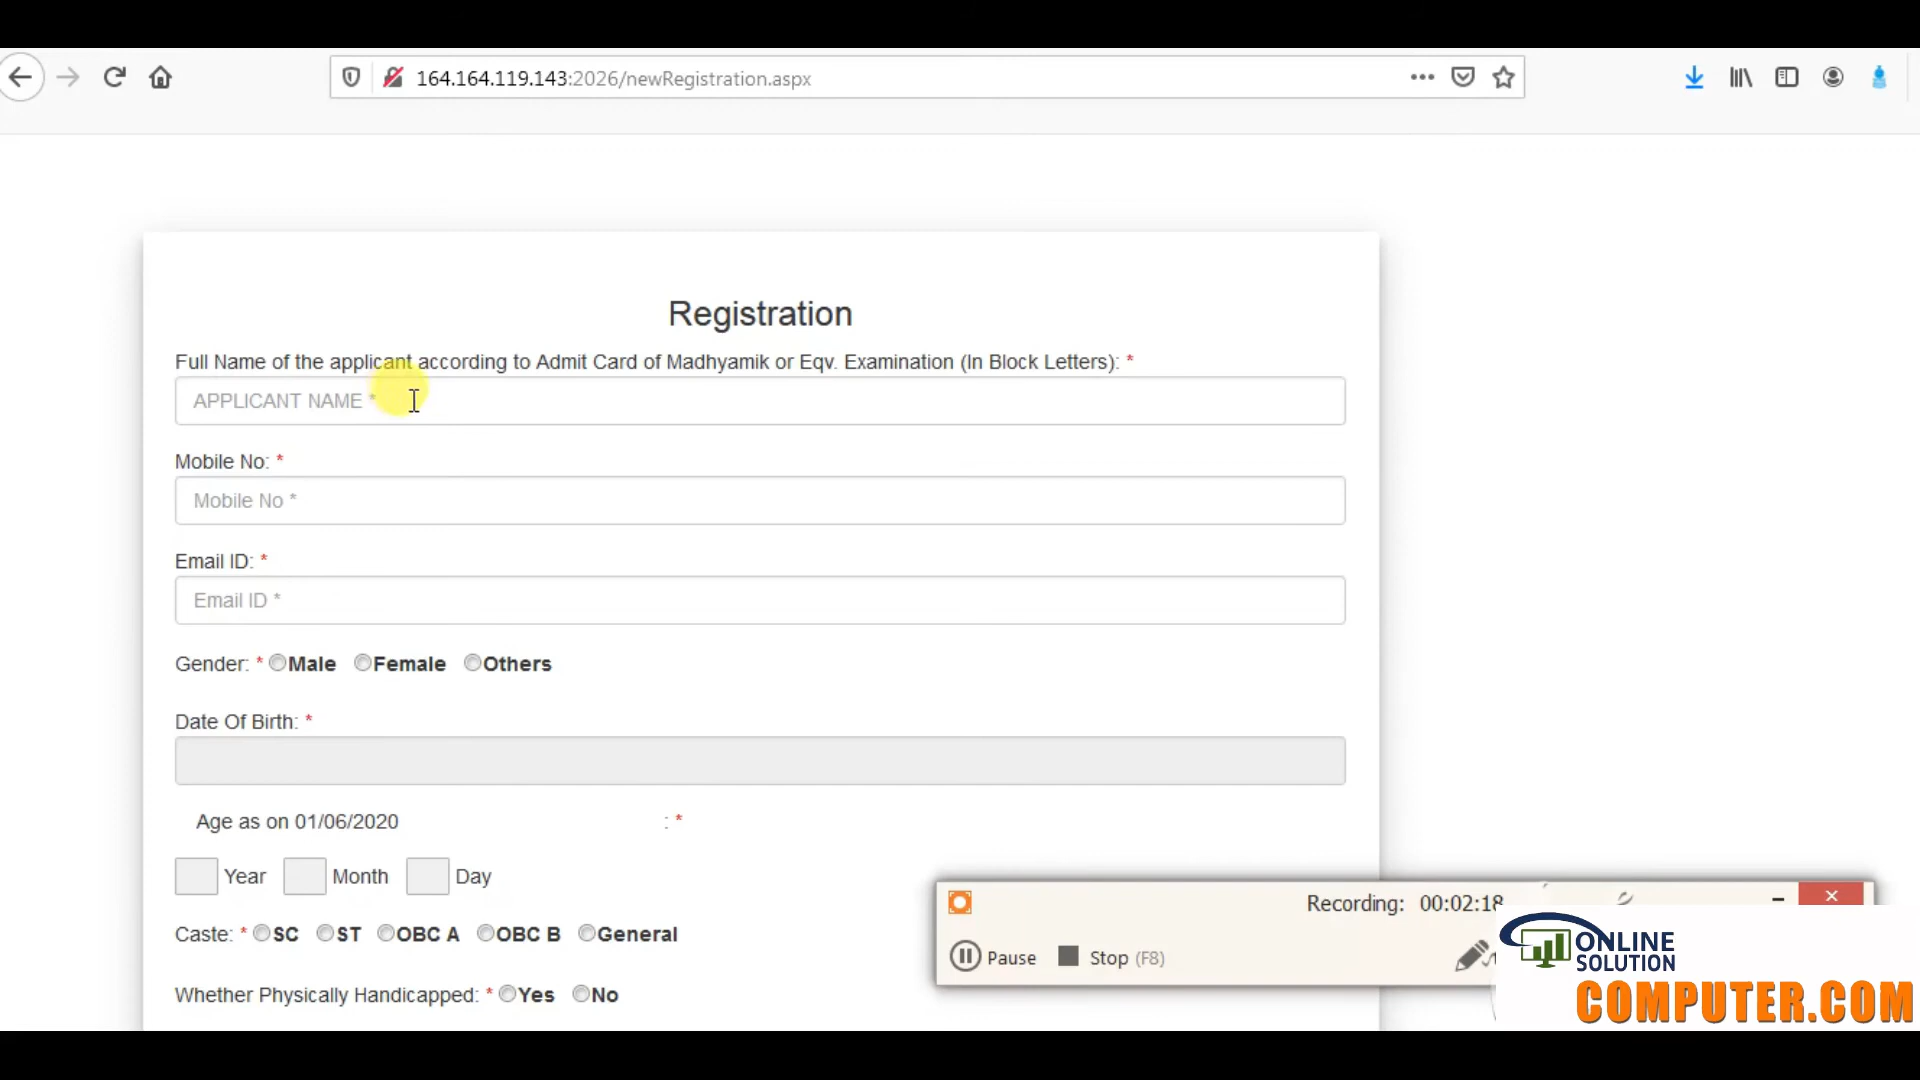 164.164.119.143:2026/newRegistration.aspx
Registration
Full Name of the applicant according to Admit Card of Madhyamik or Eqv. Examination (In Block Letters): *
APPLICANT NAME *
Mobile No: *
Mobile No *
Email ID: *
Email ID *
Gender: * Male Female Others
Date Of Birth: *
Age as on 01/06/2020 : *
Year Month Day
Caste: * SC ST OBC A OBC B General
Whether Physically Handicapped: * Yes No
Recording: 00:02:18
Pause Stop (F8)
ONLINE
SOLUTION
COMPUTER.COM